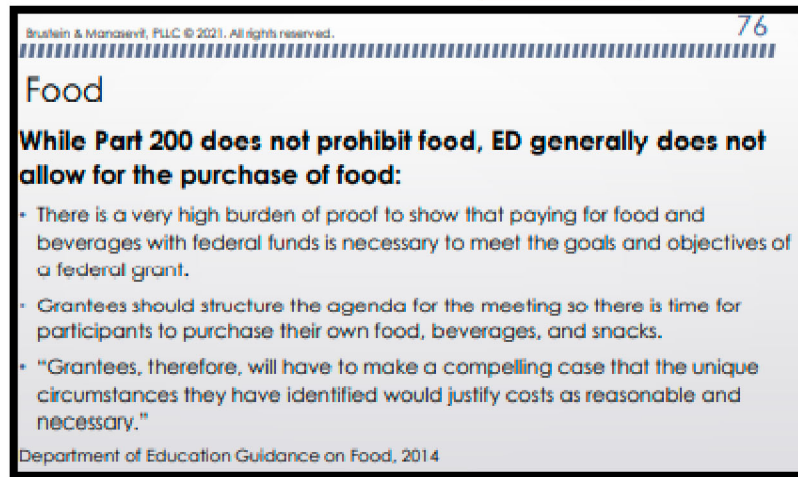 Brustein & Manasevit, PLLC © 2021. All rights reserved.
76
Food
While Part 200 does not prohibit food, ED generally does not
allow for the purchase of food:
• There is a very high burden of proof to show that paying for food and
beverages with federal funds is necessary to meet the goals and objectives of
a federal grant.
• Grantees should structure the agenda for the meeting so there is time for
participants to purchase their own food, beverages, and snacks.
• “Grantees, therefore, will have to make a compelling case that the unique
circumstances they have identified would justify costs as reasonable and
necessary.”
Department of Education Guidance on Food, 2014